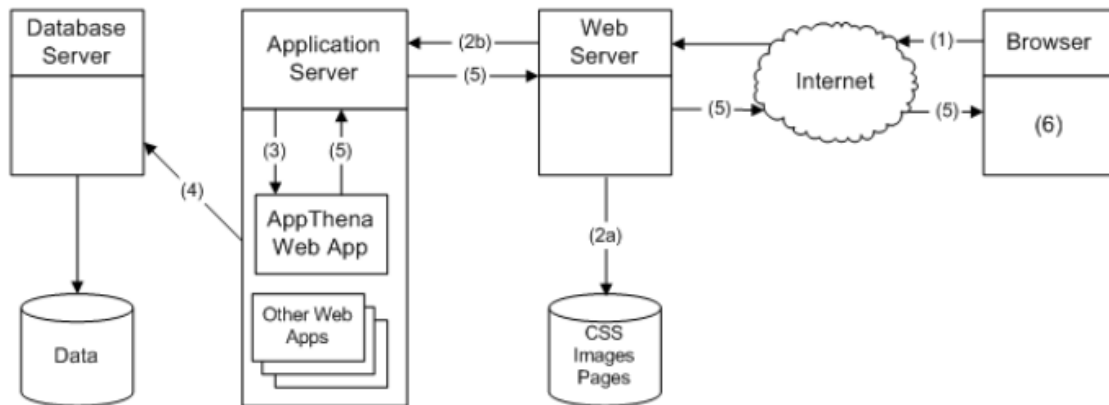 Database
Server
Application
Server
(2b)
(5)
Web
Server
(1)
Browser
Internet
(5)
(5)
(6)
(3)
(5)
(4)
AppThena
Web App
(2a)
Other Web
Apps
Data
CSS
Images
Pages